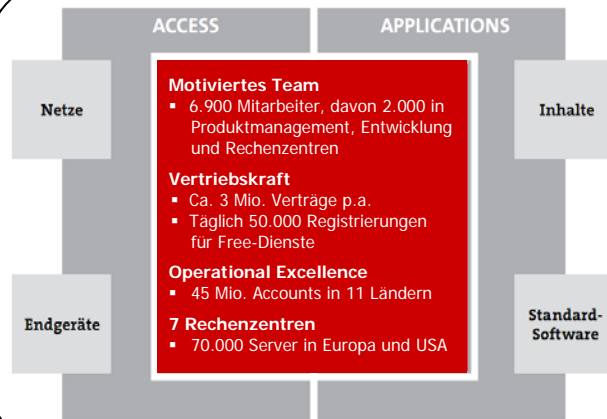 ACCESS
APPLICATIONS
Netze
Endgeräte
Motiviertes Team
▪ 6.900 Mitarbeiter, davon 2.000 in
Produktmanagement, Entwicklung
und Rechenzentren
Vertriebskraft
▪ Ca. 3 Mio. Verträge p.a.
▪ Täglich 50.000 Registrierungen
für Free-Dienste
Operational Excellence
▪ 45 Mio. Accounts in 11 Ländern
7 Rechenzentren
▪ 70.000 Server in Europa und USA
Inhalte
Standard-
Software